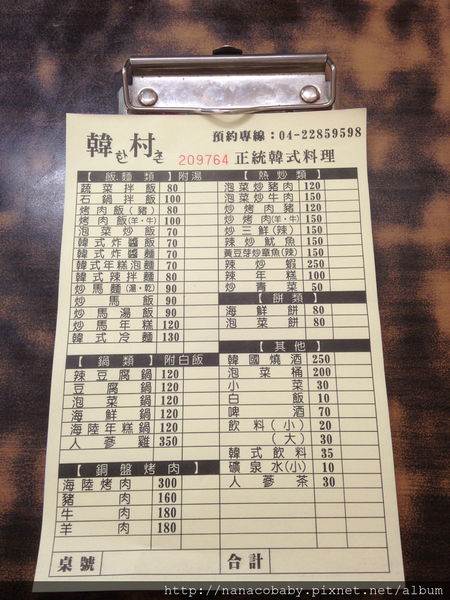 韓村
預約專線：04-22859598
209764 正統韓式料理
【 飯.麵 類 】附湯
蔬菜拌飯 80
石鍋拌飯 100
烤肉飯(豬) 80
烤肉飯(羊、牛) 100
泡菜炒飯 70
韓式炸醬飯 70
韓式炸醬麵 70
韓式年糕泡麵 70
韓式辣拌麵 80
炒馬麵(湯、乾) 90
炒馬飯 90
炒馬湯飯 90
炒馬年糕 120
韓式冷麵 130
【 鍋 類 】附白飯
辣豆腐鍋 120
豆腐鍋 120
泡菜鍋 120
海鮮鍋 120
海陸年糕鍋 120
人蔘雞 350
【 銅盤烤肉 】
海陸烤肉 300
豬肉 160
牛肉 180
羊肉 180
【 熱炒類 】
泡菜炒豬肉 120
泡菜炒牛肉 150
炒烤肉豬 120
炒烤肉(羊、牛) 150
炒三鮮(辣) 150
辣炒魷魚 150
黃豆芽炒章魚(辣) 150
辣炒蝦 250
辣年糕 100
炒青菜 50
【 餅類 】
海鮮餅 80
泡菜餅 80
【 其他 】
韓國燒酒 250
泡菜桶 200
小菜 30
白飯 10
啤酒 70
飲料(小) 20
(大) 30
韓式飲料 35
礦泉水(小) 10
人蔘茶 30
桌號
合計
http://nanacobaby.pixnet.net/album